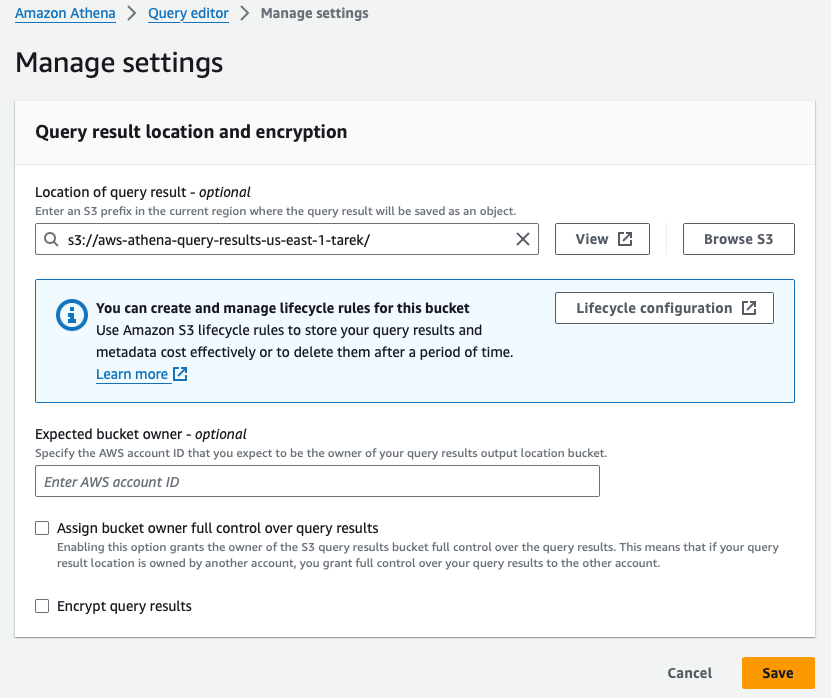 Amazon Athena > Query editor > Manage settings
Manage settings
Query result location and encryption
Location of query result - optional
Enter an S3 prefix in the current region where the query result will be saved as an object.
s3://aws-athena-query-results-us-east-1-tarek/
View
Browse S3
You can create and manage lifecycle rules for this bucket
Use Amazon S3 lifecycle rules to store your query results and
metadata cost effectively or to delete them after a period of time.
Learn more
Lifecycle configuration
Expected bucket owner - optional
Specify the AWS account ID that you expect to be the owner of your query results output location bucket.
Enter AWS account ID
Assign bucket owner full control over query results
Enabling this option grants the owner of the S3 query results bucket full control over the query results. This means that if your query
result location is owned by another account, you grant full control over your query results to the other account.
Encrypt query results
Cancel
Save